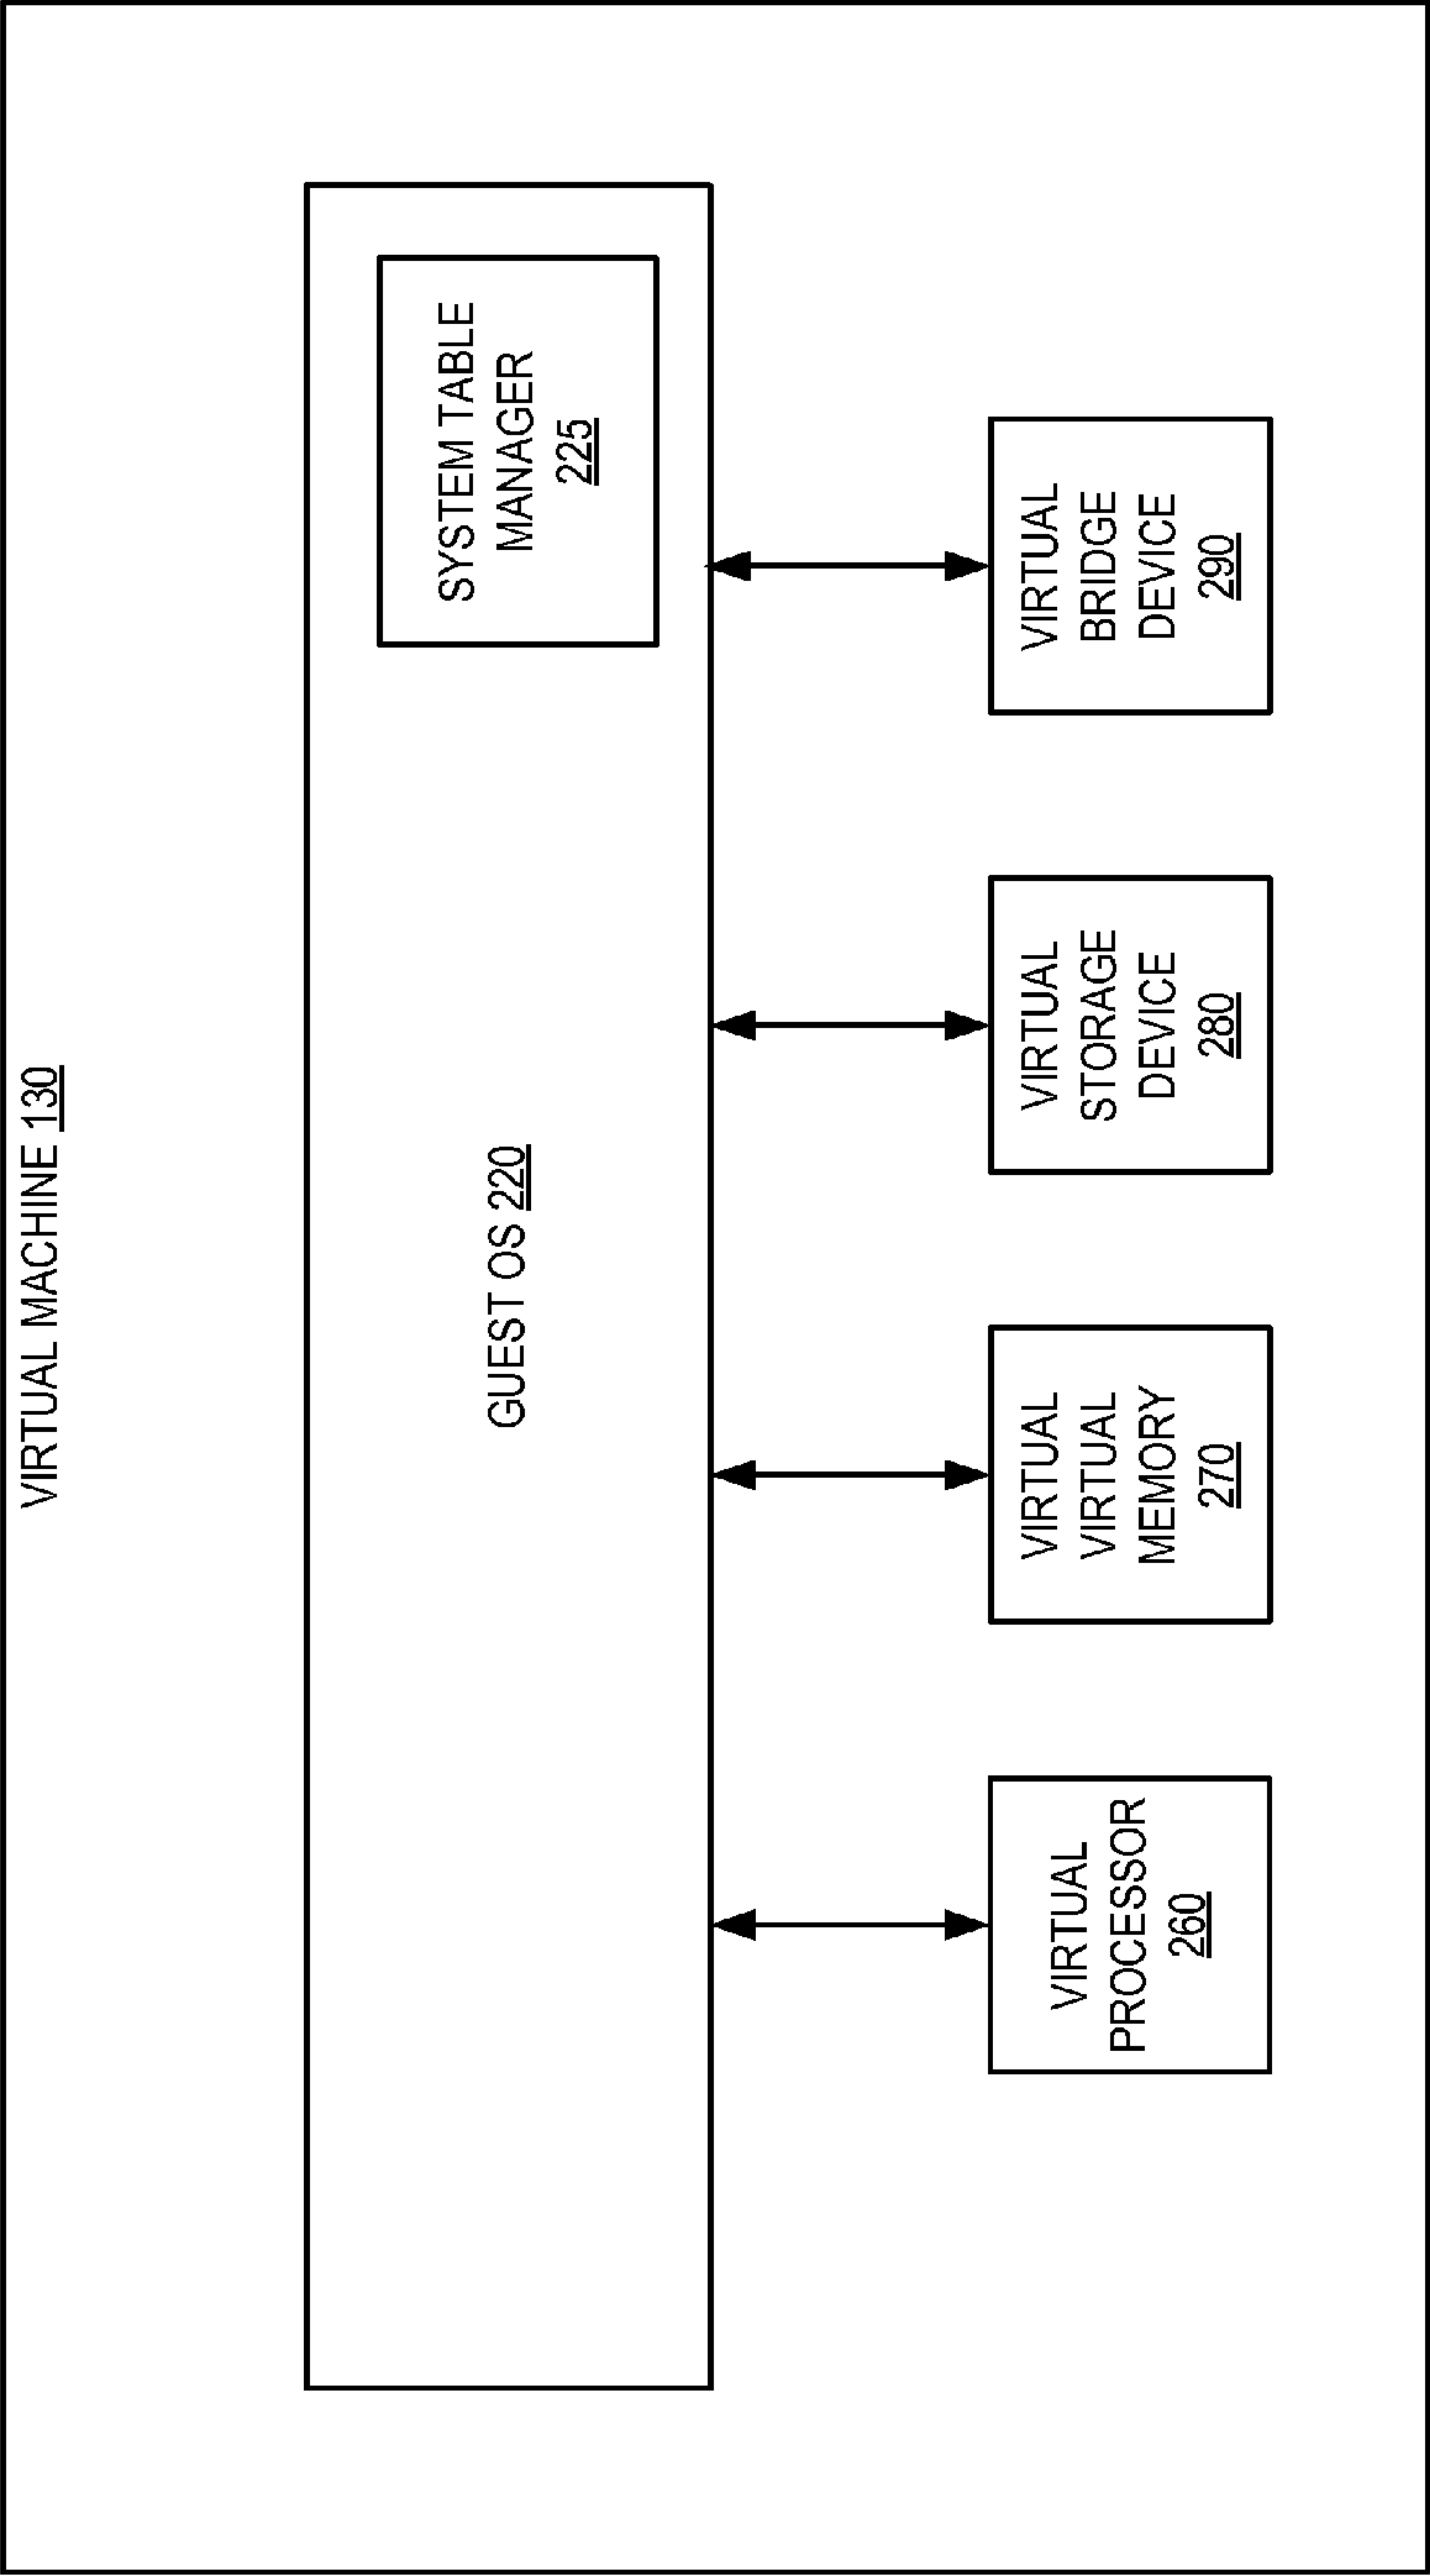 VIRTUAL MACHINE 130
GUEST OS 220
SYSTEM TABLE
MANAGER
225
VIRTUAL
PROCESSOR
260
VIRTUAL
VIRTUAL
MEMORY
270
VIRTUAL
STORAGE
DEVICE
280
VIRTUAL
BRIDGE
DEVICE
290